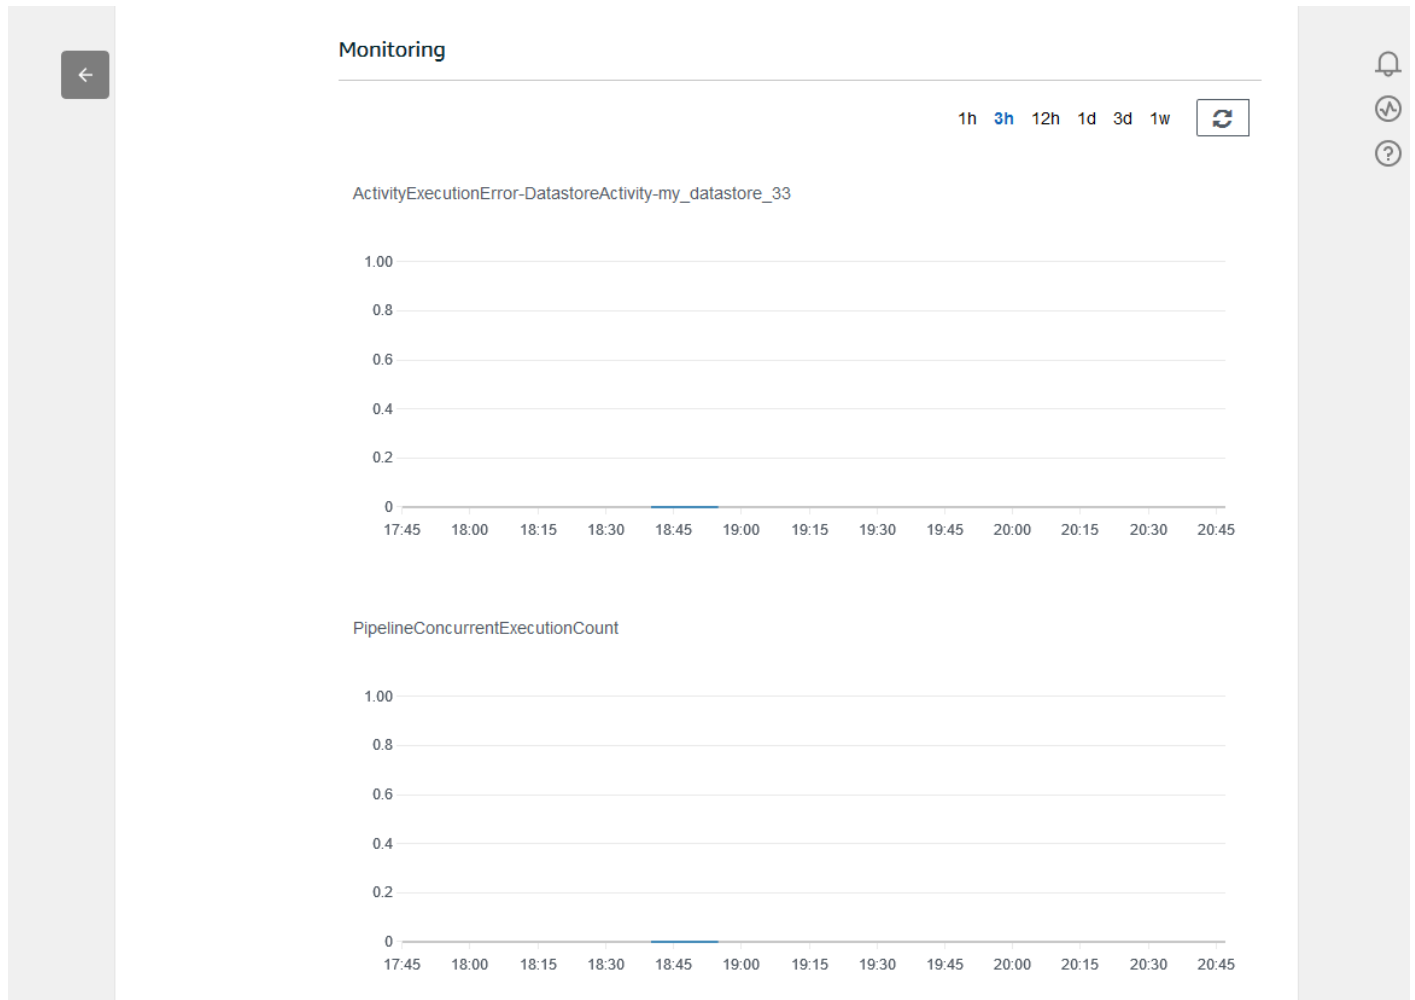 Monitoring
1h 3h 12h 1d 3d 1w
ActivityExecutionError-DatastoreActivity-my_datastore_33
1.00
0.8
0.6
0.4
0.2
0
17:45 18:00 18:15 18:30 18:45 19:00 19:15 19:30 19:45 20:00 20:15 20:30 20:45
PipelineConcurrentExecutionCount
1.00
0.8
0.6
0.4
0.2
0
17:45 18:00 18:15 18:30 18:45 19:00 19:15 19:30 19:45 20:00 20:15 20:30 20:45